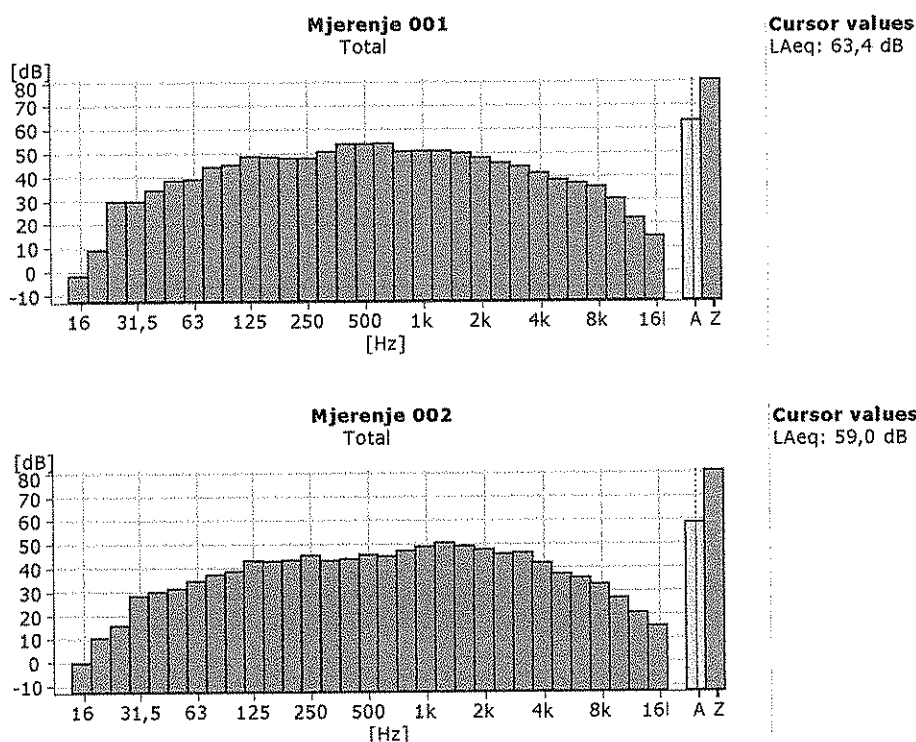 Mjerenje 001
Total
Cursor values
LAeq: 63,4 dB
[dB]
80
70
60
50
40
30
20
10
0
-10
16 31,5 63 125 250 500 1k 2k 4k 8k 16 A Z
[Hz]
Mjerenje 002
Total
Cursor values
LAeq: 59,0 dB
[dB]
80
70
60
50
40
30
20
10
0
-10
16 31,5 63 125 250 500 1k 2k 4k 8k 16 A Z
[Hz]